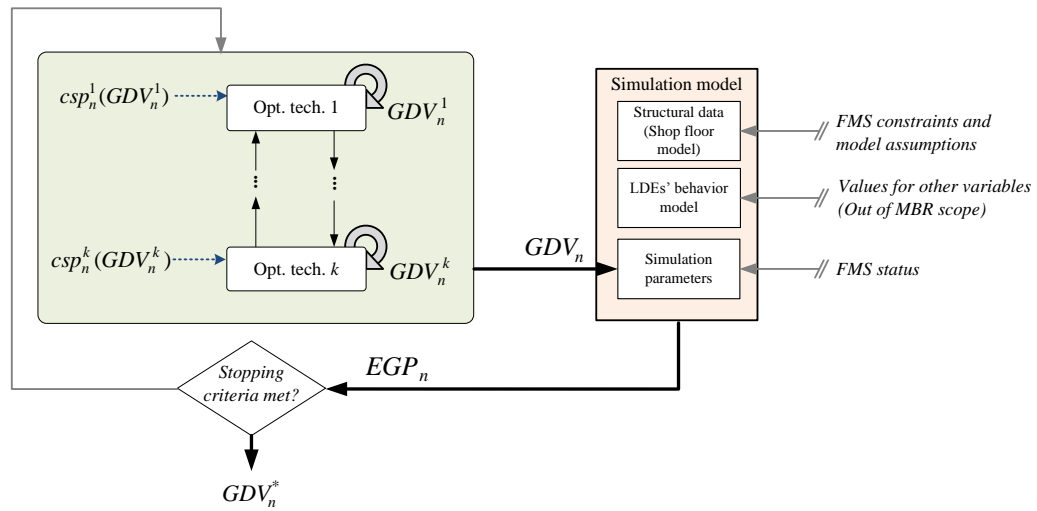 csp_n^1(GDV_n^1)
Opt. tech. 1
GDV_n^1
...
...
csp_n^k(GDV_n^k)
Opt. tech. k
GDV_n^k
GDV_n
Simulation model
Structural data
(Shop floor
model)
LDEs' behavior
model
Simulation
parameters
FMS constraints and
model assumptions
Values for other variables
(Out of MBR scope)
FMS status
EGP_n
Stopping
criteria met?
GDV_n^*